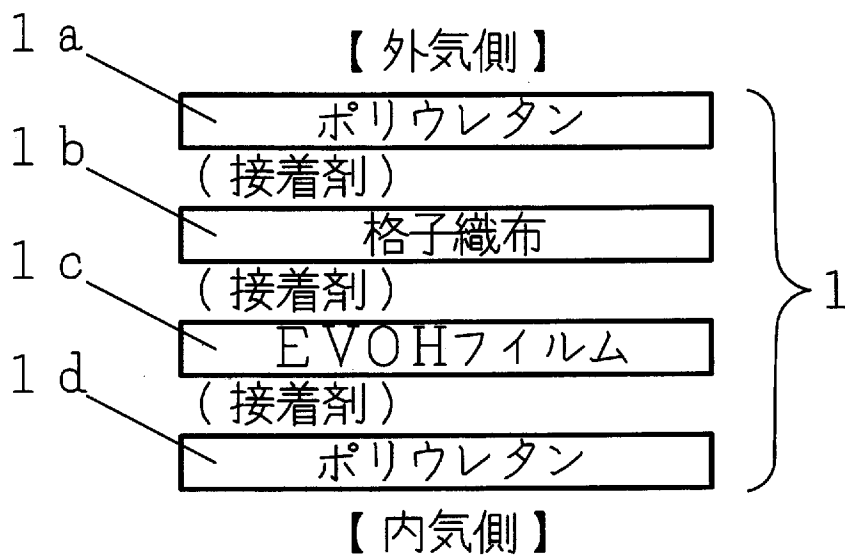 【外気側】
1a
ポリウレタン
(接着剤)
1b
格子織布
(接着剤)
1
1c
EVOHフィルム
(接着剤)
1d
ポリウレタン
【内気側】